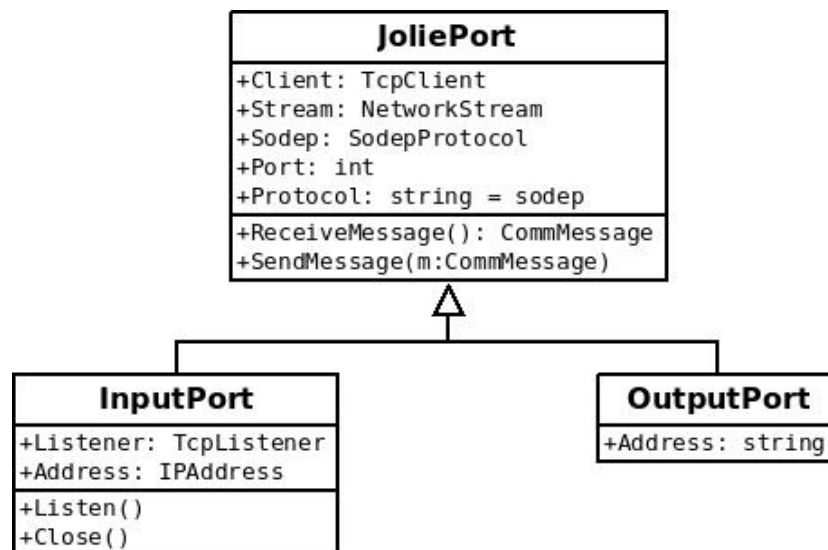 JoliePort
+Client: TcpClient
+Stream: NetworkStream
+Sodep: SodepProtocol
+Port: int
+Protocol: string = sodep
+ReceiveMessage(): CommMessage
+SendMessage(m:CommMessage)
InputPort
+Listener: TcpListener
+Address: IPAddress
+Listen()
+Close()
OutputPort
+Address: string